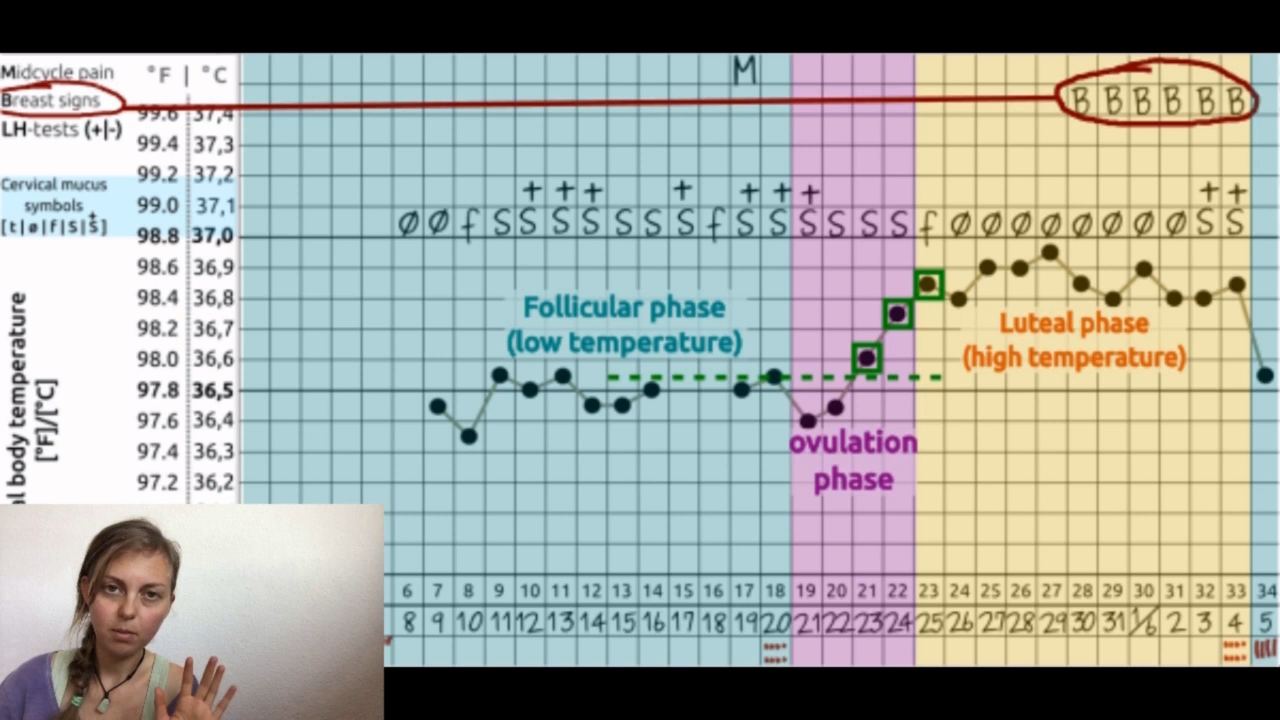 Midcycle pain °F | °C M
Breast signs B B B B B B
99.6 37,4
LH-tests (+|-)
99.4 37,3
99.2 37,2
Cervical mucus + + + + + + + + +
symbols 99.0 37,1
[t|ø|f|S|S⁺] ø ø f S S S S S S S f S S S S S S f ø ø ø ø ø ø ø ø S S
98.8 37,0
98.6 36,9
98.4 36,8
Follicular phase
98.2 36,7
Luteal phase
(low temperature)
98.0 36,6
(high temperature)
97.8 36,5
97.6 36,4
ovulation
97.4 36,3
phase
97.2 36,2
body temperature
[°F]/[°C]
6 7 8 9 10 11 12 13 14 15 16 17 18 19 20 21 22 23 24 25 26 27 28 29 30 31 32 33 34
8 9 10 11 12 13 14 15 16 17 18 19 20 21 22 23 24 25 26 27 28 29 30 31 1/6 2 3 4 5